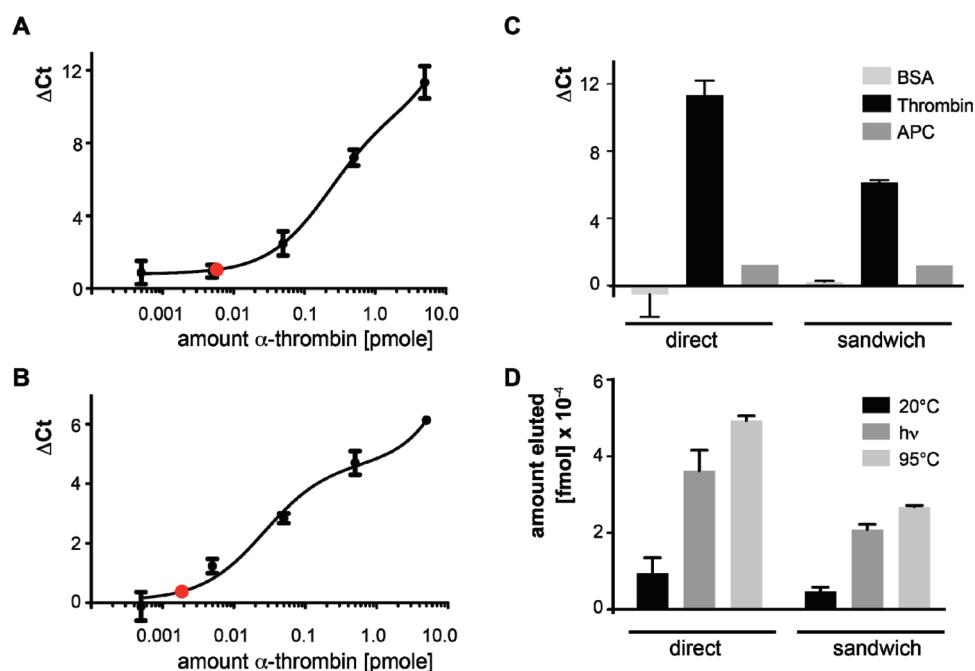 A
ΔCt
12
8
4
0
0.001 0.01 0.1 1.0 10.0
amount α-thrombin [pmole]
B
ΔCt
6
4
2
0
0.001 0.01 0.1 1.0 10.0
amount α-thrombin [pmole]
C
ΔCt
12
8
4
0
BSA
Thrombin
APC
direct sandwich
D
amount eluted
[fmol] x 10⁻⁴
6
4
2
0
20°C
hν
95°C
direct sandwich